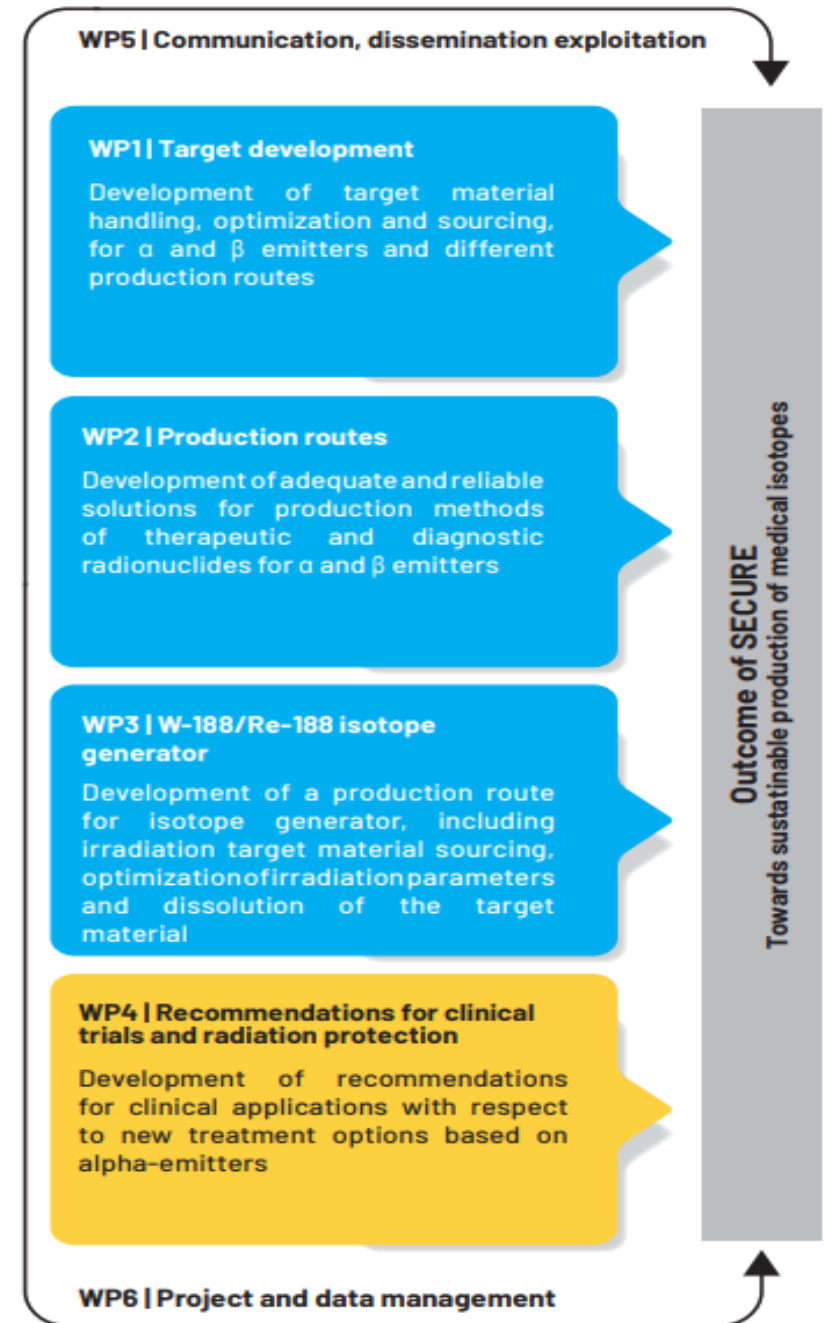 WP5 | Communication, dissemination exploitation
WP1 | Target development
Development of target material
handling, optimization and sourcing,
for α and β emitters and different
production routes
WP2 | Production routes
Development of adequate and reliable
solutions for production methods
of therapeutic and diagnostic
radionuclides for α and β emitters
WP3 | W-188/Re-188 isotope
generator
Development of a production route
for isotope generator, including
irradiation target material sourcing,
optimization of irradiation parameters
and dissolution of the target
material
WP4 | Recommendations for clinical
trials and radiation protection
Development of recommendations
for clinical applications with respect
to new treatment options based on
alpha-emitters
WP6 | Project and data management
Outcome of SECURE
Towards sustatinable production of medical isotopes